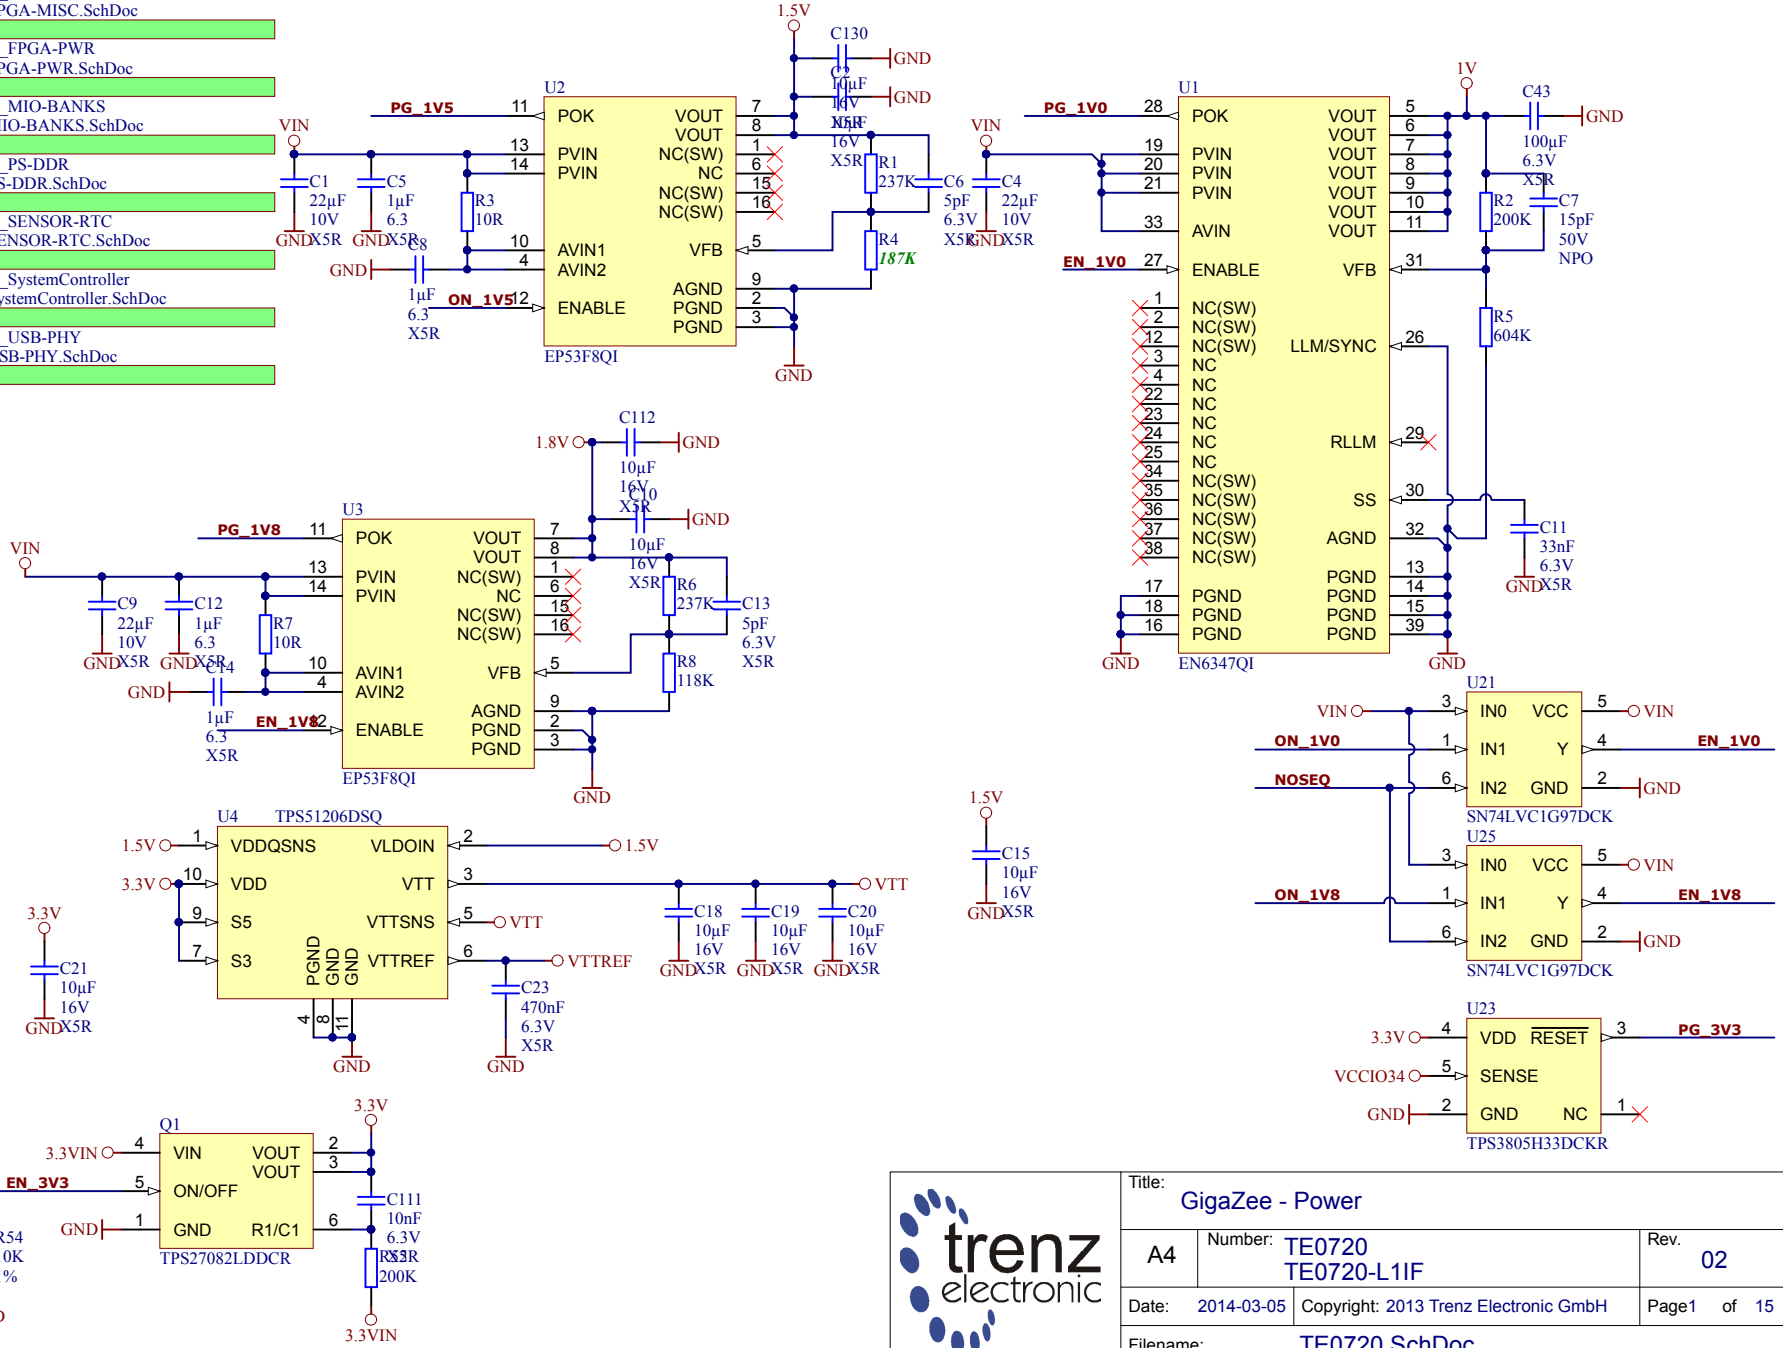 PGA-MISC.SchDoc
_FPGA-PWR
PGA-PWR.SchDoc
_MIO-BANKS
IO-BANKS.SchDoc
_PS-DDR
S-DDR.SchDoc
_SENSOR-RTC
ENSOR-RTC.SchDoc
_SystemController
ystemController.SchDoc
_USB-PHY
SB-PHY.SchDoc
U2
PG_1V5 11 POK
VIN
13 PVIN
14 PVIN
10 AVIN1
4 AVIN2
ON_1V5 12 ENABLE
VOUT 7
VOUT 8
NC(SW) 1
NC 6
NC(SW) 15
NC(SW) 16
VFB 5
AGND 9
PGND 2
PGND 3
EP53F8QI
C1
22µF
10V
X5R
GND
C5
1µF
6.3
X5R
GND
R3
10R
C8
GND
1µF
6.3
X5R
1.5V
C130
GND
10µF
16V
X5R
C2
GND
10µF
16V
X5R
R1
237K
C6
5pF
6.3V
X5R
R4
187K
GND
U1
PG_1V0 28 POK
VIN
19 PVIN
20 PVIN
21 PVIN
33 AVIN
EN_1V0 27 ENABLE
1 NC(SW)
2 NC(SW)
12 NC(SW)
3 NC
4 NC
22 NC
23 NC
24 NC
25 NC
34 NC(SW)
35 NC(SW)
36 NC(SW)
37 NC(SW)
38 NC(SW)
17 PGND
18 PGND
16 PGND
VOUT 5
VOUT 6
VOUT 7
VOUT 8
VOUT 9
VOUT 10
VOUT 11
VFB 31
LLM/SYNC 26
RLLM 29
SS 30
AGND 32
PGND 13
PGND 14
PGND 15
PGND 39
EN6347QI
GND
GND
C4
22µF
10V
X5R
GND
1V
C43
GND
100µF
6.3V
X5R
R2
200K
C7
15pF
50V
NPO
R5
604K
C11
33nF
6.3V
X5R
GND
U3
PG_1V8 11 POK
VIN
13 PVIN
14 PVIN
10 AVIN1
4 AVIN2
EN_1V8 12 ENABLE
VOUT 7
VOUT 8
NC(SW) 1
NC 6
NC(SW) 15
NC(SW) 16
VFB 5
AGND 9
PGND 2
PGND 3
EP53F8QI
C9
22µF
10V
X5R
GND
C12
1µF
6.3
X5R
GND
R7
10R
C14
GND
1µF
6.3
X5R
1.8V
C112
GND
10µF
16V
X5R
C10
GND
10µF
16V
X5R
R6
237K
C13
5pF
6.3V
X5R
R8
118K
GND
U4 TPS51206DSQ
1.5V 1 VDDQSNS
3.3V 10 VDD
9 S5
7 S3
VLDOIN 2 1.5V
VTT 3 VTT
VTTSNS 5 VTT
VTTREF 6 VTTREF
PGND 4
GND 8
GND 11
GND
3.3V
C21
10µF
16V
X5R
GND
C23
470nF
6.3V
X5R
GND
C18
10µF
16V
X5R
GND
C19
10µF
16V
X5R
GND
C20
10µF
16V
X5R
GND
1.5V
C15
10µF
16V
X5R
GND
U21
VIN 3 IN0
ON_1V0 1 IN1
NOSEQ 6 IN2
VCC 5 VIN
Y 4 EN_1V0
GND 2 GND
SN74LVC1G97DCK
U25
3 IN0
ON_1V8 1 IN1
6 IN2
VCC 5 VIN
Y 4 EN_1V8
GND 2 GND
SN74LVC1G97DCK
U23
3.3V 4 VDD
VCCIO34 5 SENSE
GND 2 GND
RESET 3 PG_3V3
NC 1
TPS3805H33DCKR
Q1
3.3VIN 4 VIN
EN_3V3 5 ON/OFF
GND 1 GND
VOUT 2
VOUT 3
R1/C1 6
TPS27082LDDCR
3.3V
C111
10nF
6.3V
X5R
200K
3.3VIN
R54
0K
%
trenz
electronic
Title:
GigaZee - Power
A4
Number: TE0720
TE0720-L1IF
Rev.
02
Date: 2014-03-05
Copyright: 2013 Trenz Electronic GmbH
Page1 of 15
Filename: TE0720.SchDoc